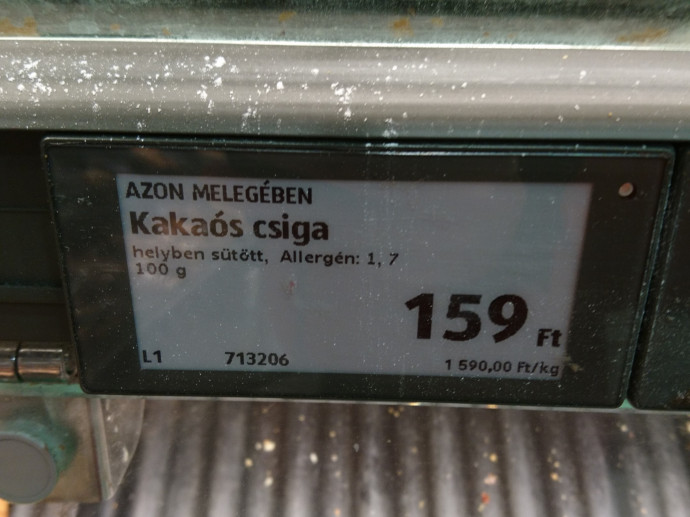 AZON MELEGÉBEN
Kakaós csiga
helyben sütött, Allergén: 1, 7
100 g
159 Ft
L1 713206 1 590,00 Ft/kg